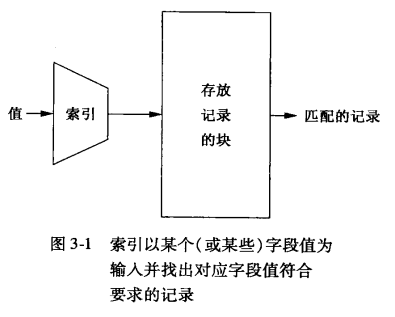 值
索引
存放
记录
的块
匹配的记录
图 3-1 索引以某个(或某些)字段值为
输入并找出对应字段值符合
要求的记录